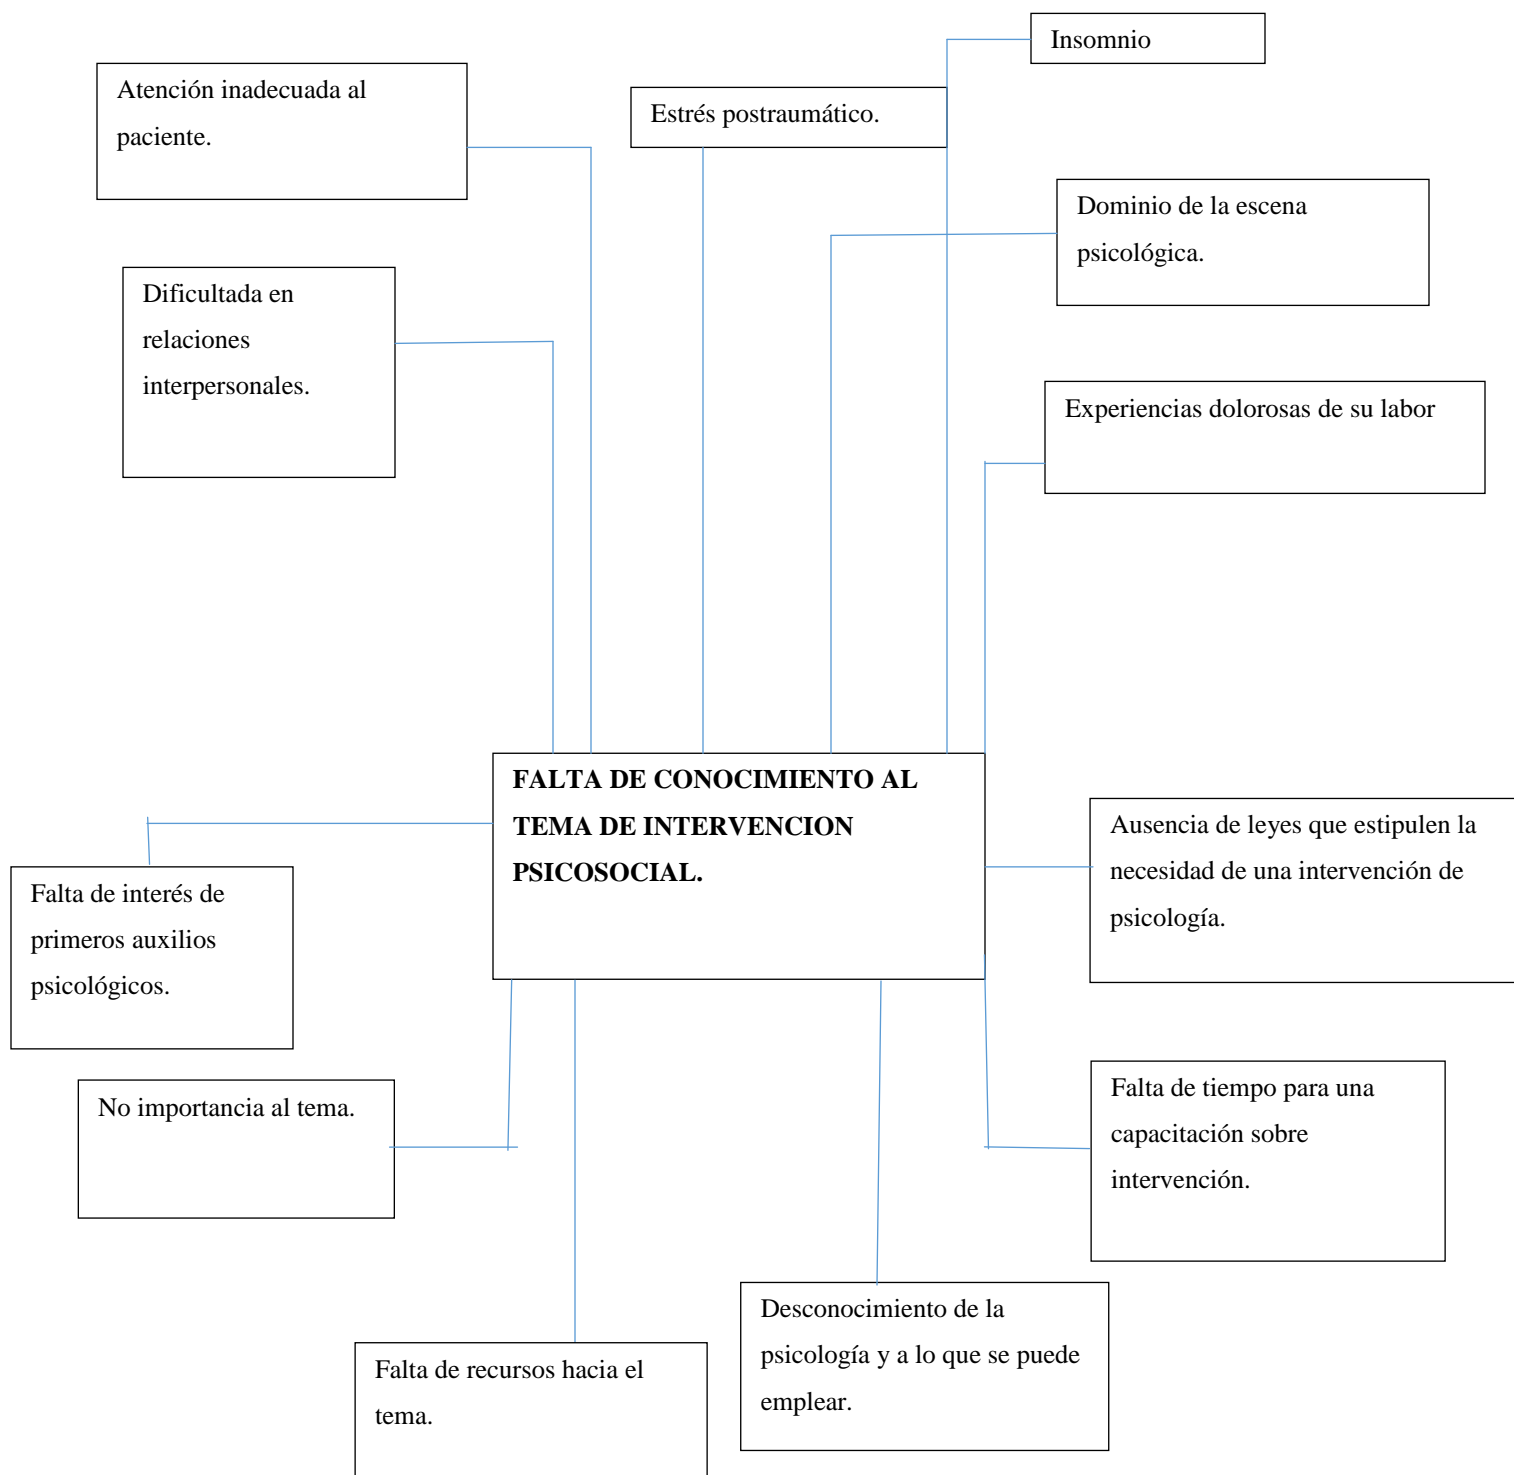 Insomnio
Atención inadecuada al
paciente.
Estrés postraumático.
Dominio de la escena
psicológica.
Dificultada en
relaciones
interpersonales.
Experiencias dolorosas de su labor
FALTA DE CONOCIMIENTO AL
TEMA DE INTERVENCION
PSICOSOCIAL.
Ausencia de leyes que estipulen la
necesidad de una intervención de
psicología.
Falta de interés de
primeros auxilios
psicológicos.
No importancia al tema.
Falta de tiempo para una
capacitación sobre
intervención.
Desconocimiento de la
psicología y a lo que se puede
emplear.
Falta de recursos hacia el
tema.